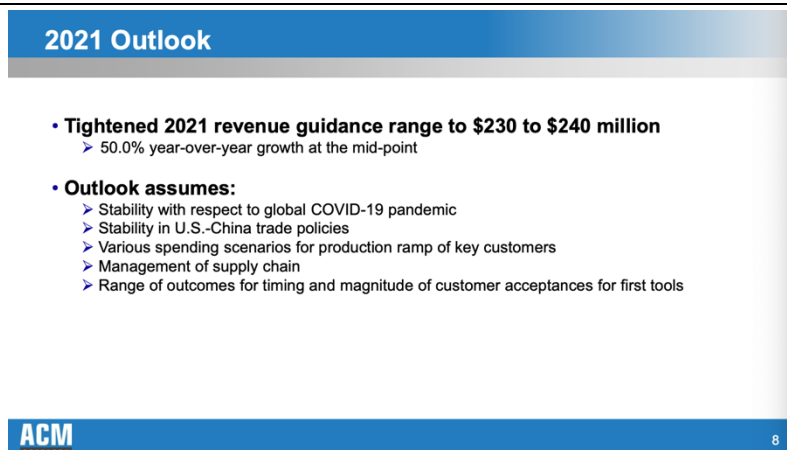 2021 Outlook
• Tightened 2021 revenue guidance range to $230 to $240 million
➢ 50.0% year-over-year growth at the mid-point
• Outlook assumes:
➢ Stability with respect to global COVID-19 pandemic
➢ Stability in U.S.-China trade policies
➢ Various spending scenarios for production ramp of key customers
➢ Management of supply chain
➢ Range of outcomes for timing and magnitude of customer acceptances for first tools
ACM
8